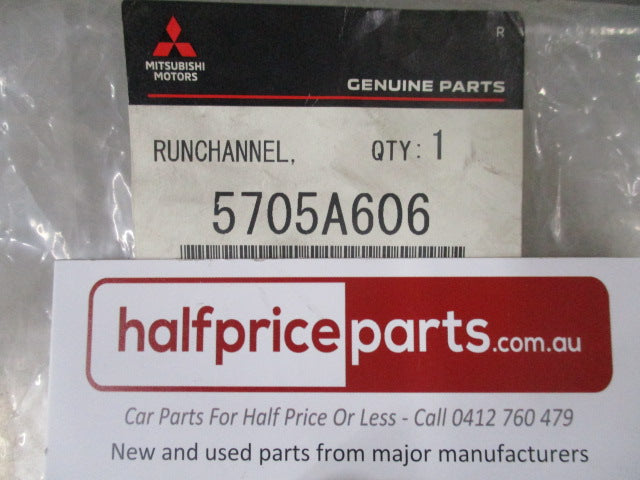 R
MITSUBISHI
MOTORS
GENUINE PARTS
RUNCHANNEL, QTY: 1
5705A606
halfpriceparts.com.au
Car Parts For Half Price Or Less - Call 0412 760 479
New and used parts from major manufacturers